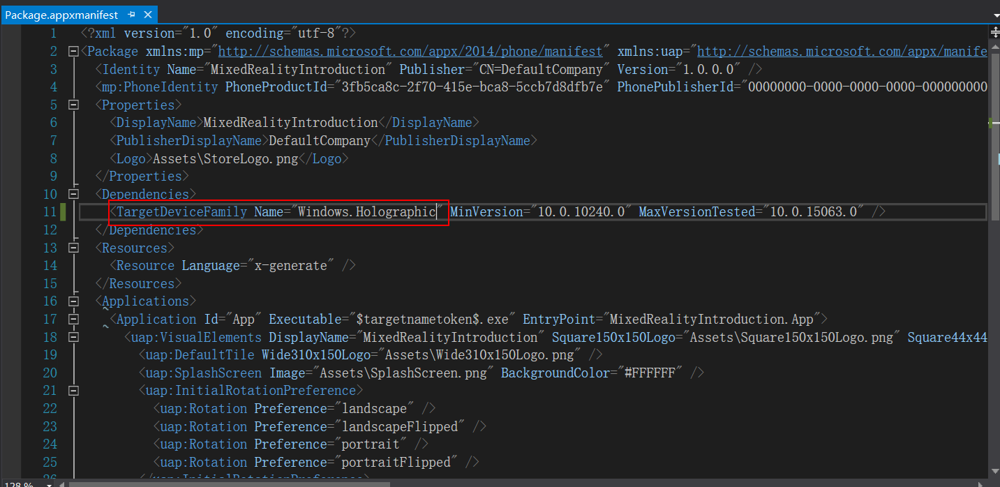 Package.appxmanifest
1 <?xml version="1.0" encoding="utf-8"?>
2 <Package xmlns:mp="http://schemas.microsoft.com/appx/2014/phone/manifest" xmlns:uap="http://schemas.microsoft.com/appx/manife
3 <Identity Name="MixedRealityIntroduction" Publisher="CN=DefaultCompany" Version="1.0.0.0" />
4 <mp:PhoneIdentity PhoneProductId="3fb5ca8c-2f70-415e-bca8-5ccb7d8dfb7e" PhonePublisherId="00000000-0000-0000-0000-000000000
5 <Properties>
6 <DisplayName>MixedRealityIntroduction</DisplayName>
7 <PublisherDisplayName>DefaultCompany</PublisherDisplayName>
8 <Logo>Assets\StoreLogo.png</Logo>
9 </Properties>
10 <Dependencies>
11 <TargetDeviceFamily Name="Windows.Holographic" MinVersion="10.0.10240.0" MaxVersionTested="10.0.15063.0" />
12 </Dependencies>
13 <Resources>
14 <Resource Language="x-generate" />
15 </Resources>
16 <Applications>
17 <Application Id="App" Executable="$targetnametoken$.exe" EntryPoint="MixedRealityIntroduction.App">
18 <uap:VisualElements DisplayName="MixedRealityIntroduction" Square150x150Logo="Assets\Square150x150Logo.png" Square44x44
19 <uap:DefaultTile Wide310x150Logo="Assets\Wide310x150Logo.png" />
20 <uap:SplashScreen Image="Assets\SplashScreen.png" BackgroundColor="#FFFFFF" />
21 <uap:InitialRotationPreference>
22 <uap:Rotation Preference="landscape" />
23 <uap:Rotation Preference="landscapeFlipped" />
24 <uap:Rotation Preference="portrait" />
25 <uap:Rotation Preference="portraitFlipped" />
26 </uap:InitialRotationPreference>
128 %